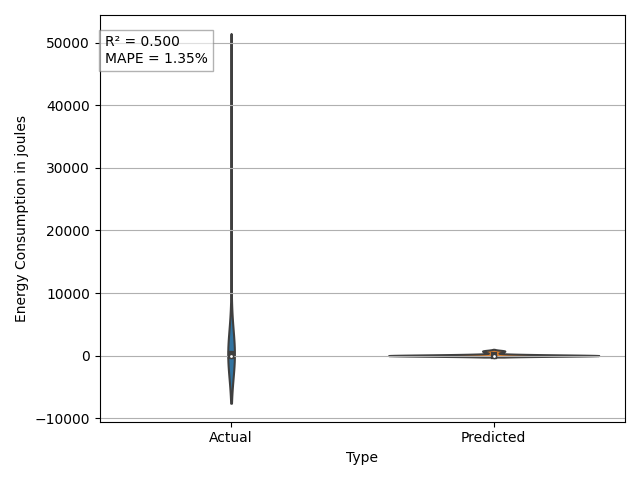 R² = 0.500
MAPE = 1.35%
50000
40000
30000
20000
10000
0
−10000
Energy Consumption in joules
Actual
Predicted
Type